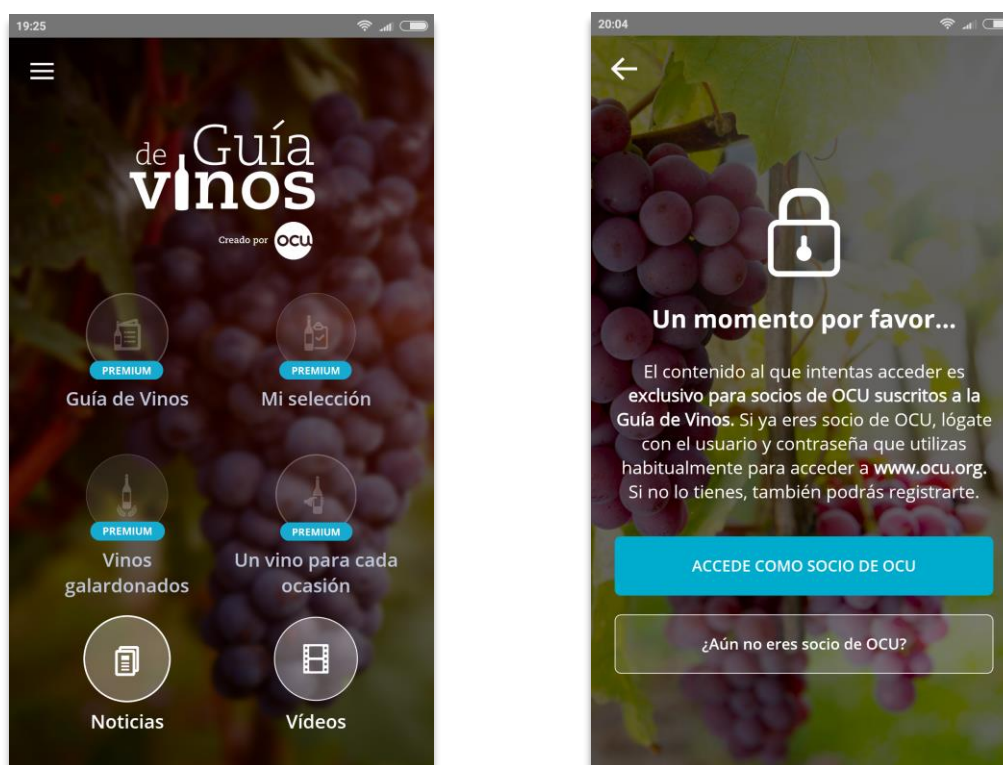 19:25
de Guía
vinos
Creado por ocu
PREMIUM
PREMIUM
Guía de Vinos
Mi selección
PREMIUM
PREMIUM
Vinos
galardonados
Un vino para cada
ocasión
Noticias
Vídeos
20:04
Un momento por favor...
El contenido al que intentas acceder es
exclusivo para socios de OCU suscritos a la
Guía de Vinos. Si ya eres socio de OCU, lógate
con el usuario y contraseña que utilizas
habitualmente para acceder a www.ocu.org.
Si no lo tienes, también podrás registrarte.
ACCEDE COMO SOCIO DE OCU
¿Aún no eres socio de OCU?